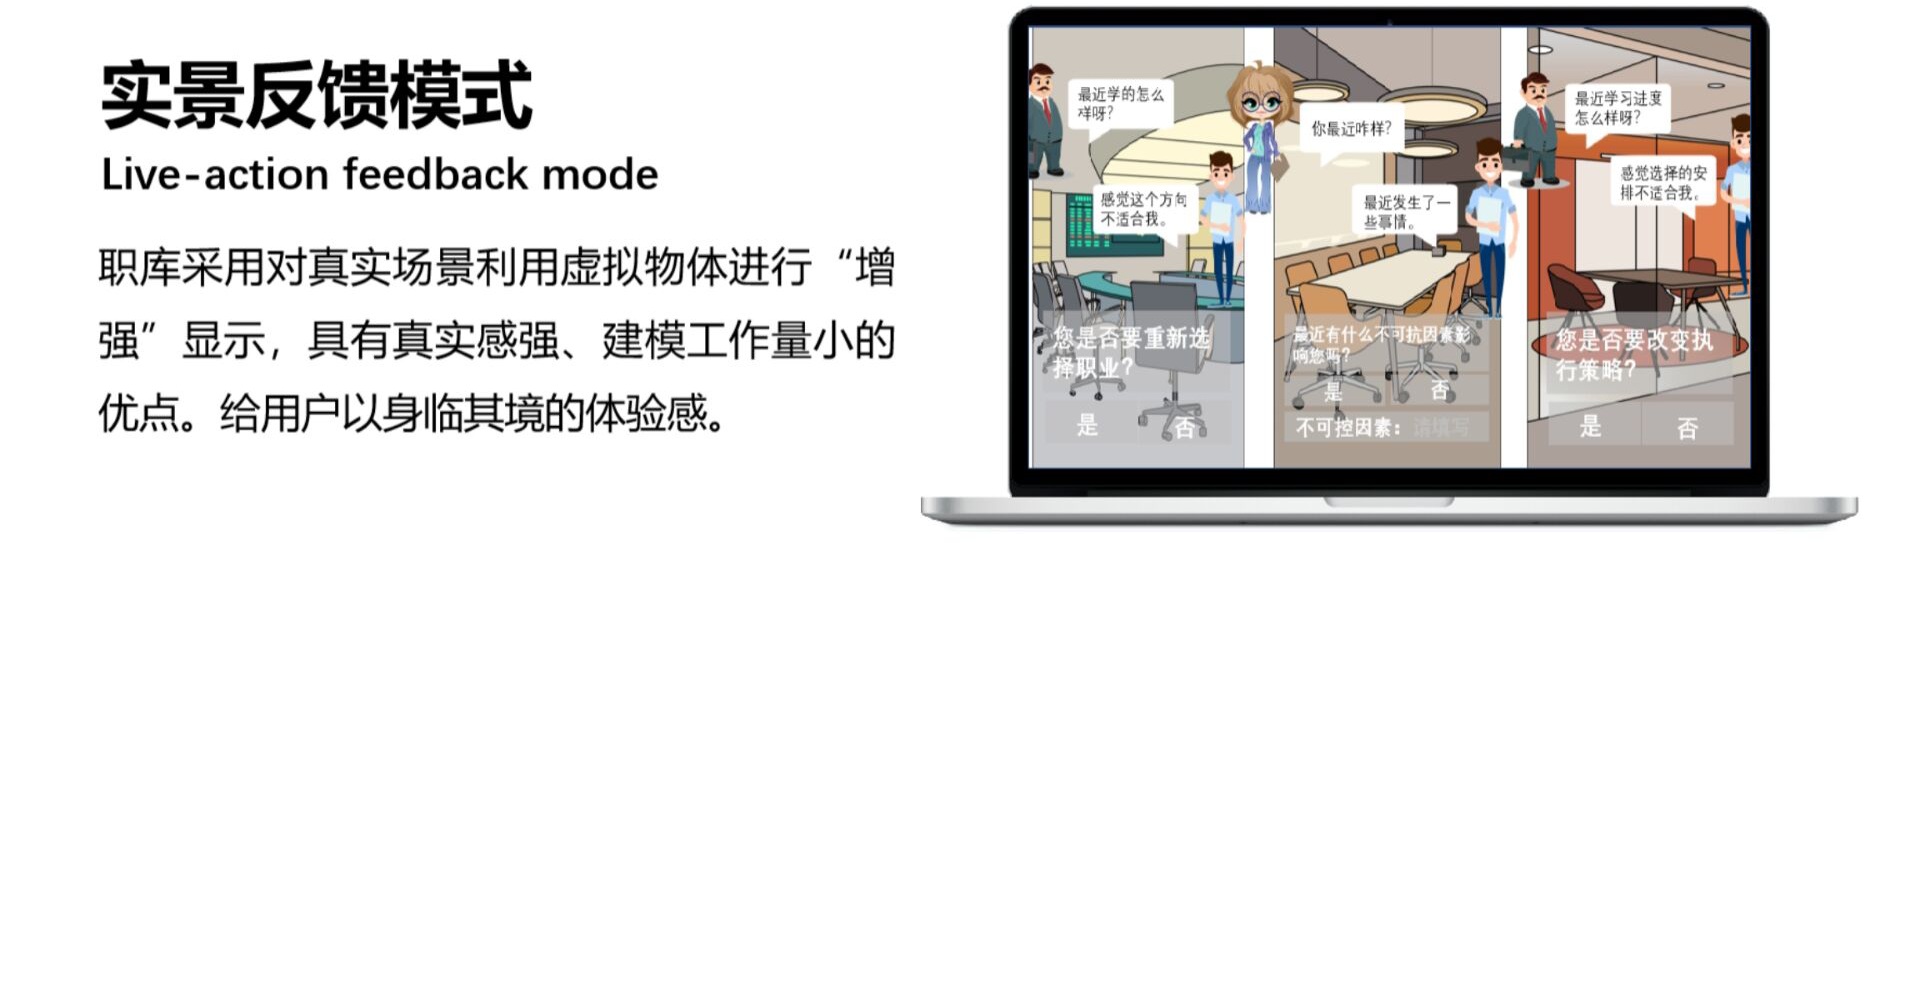 实景反馈模式
Live-action feedback mode
职库采用对真实场景利用虚拟物体进行“增
强”显示，具有真实感强、建模工作量小的
优点。给用户以身临其境的体验感。
最近学的怎么
样呀？
感觉这个方向
不适合我。
您是否要重新选
择职业？
是 否
你最近咋样？
最近发生了一
些事情。
最近有什么不可抗因素影
响您吗？
是 否
不可控因素： 请填写
最近学习进度
怎么样呀？
感觉选择的安
排不适合我。
您是否要改变执
行策略？
是 否